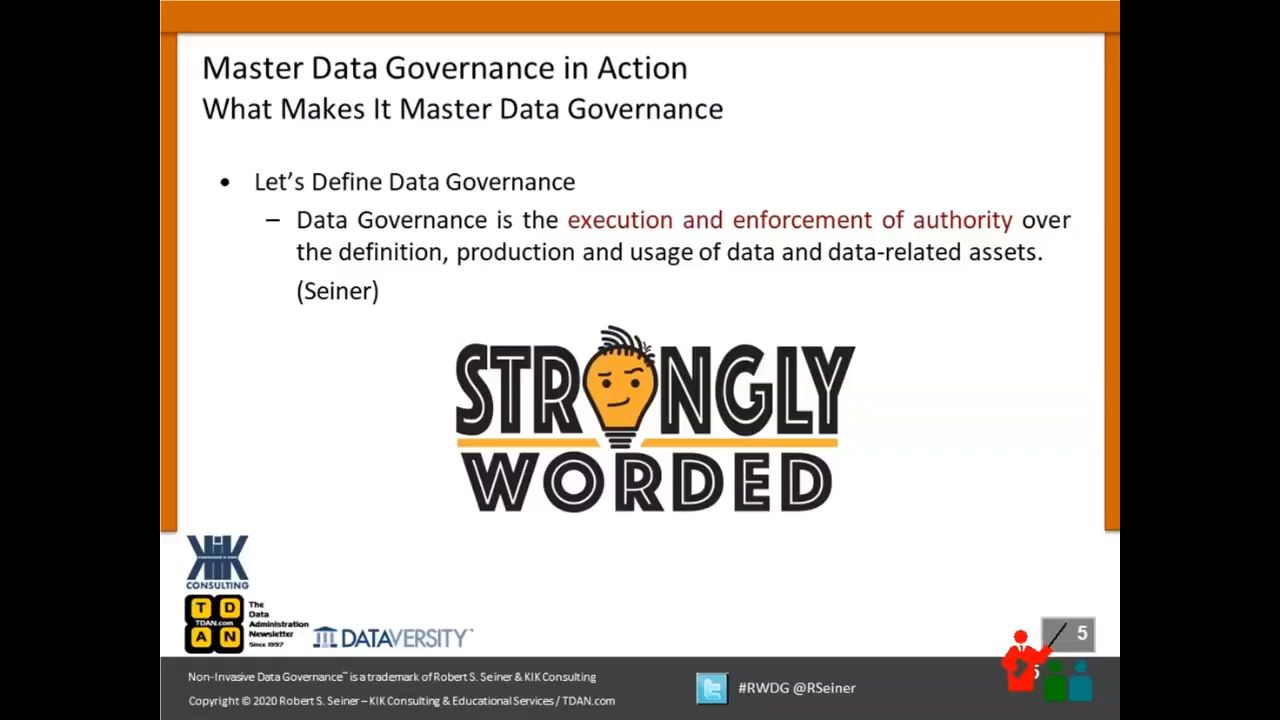 Master Data Governance in Action
What Makes It Master Data Governance
• Let’s Define Data Governance
– Data Governance is the execution and enforcement of authority over
the definition, production and usage of data and data-related assets.
(Seiner)
STRONGLY
WORDED
KIK
CONSULTING
T D
TDAN.com
A N
The
Data
Administration
Newsletter
Since 1997
DATAVERSITY™
5
5
Non-Invasive Data Governance™ is a trademark of Robert S. Seiner & KIK Consulting
Copyright © 2020 Robert S. Seiner – KIK Consulting & Educational Services / TDAN.com
#RWDG @RSeiner